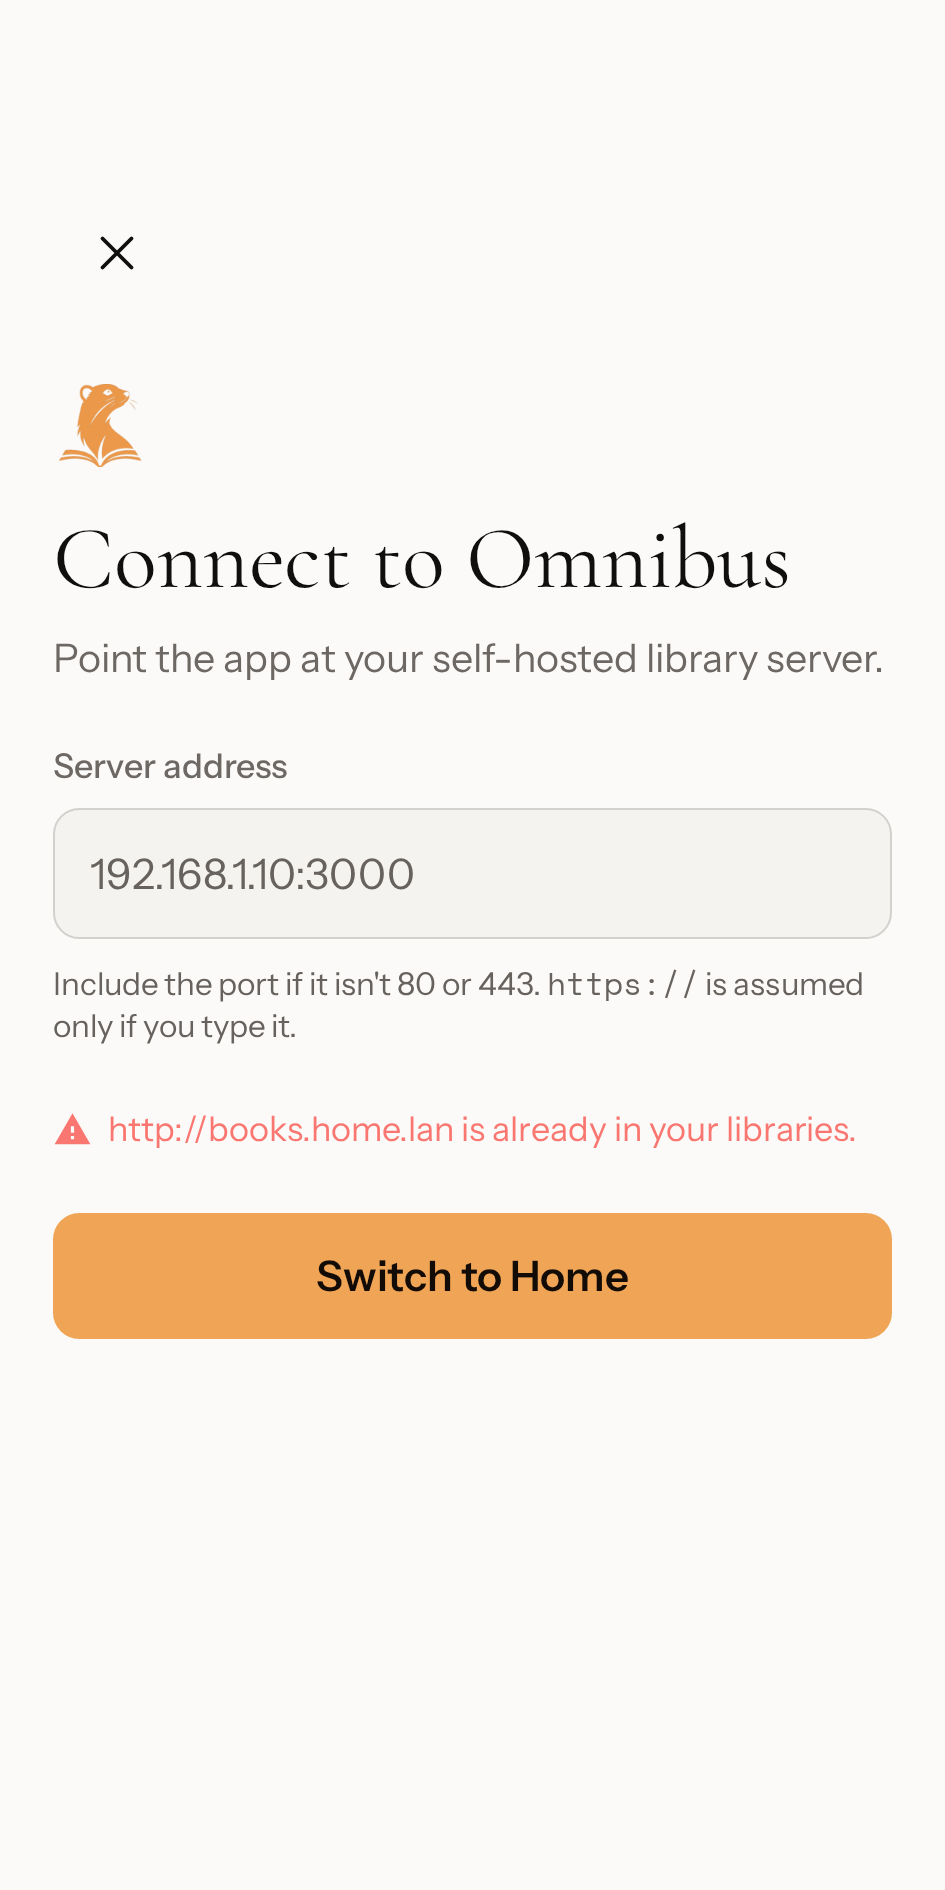 Connect to Omnibus
Point the app at your self-hosted library server.
Server address
192.168.1.10:3000
Include the port if it isn't 80 or 443. https:// is assumed
only if you type it.
http://books.home.lan is already in your libraries.
Switch to Home